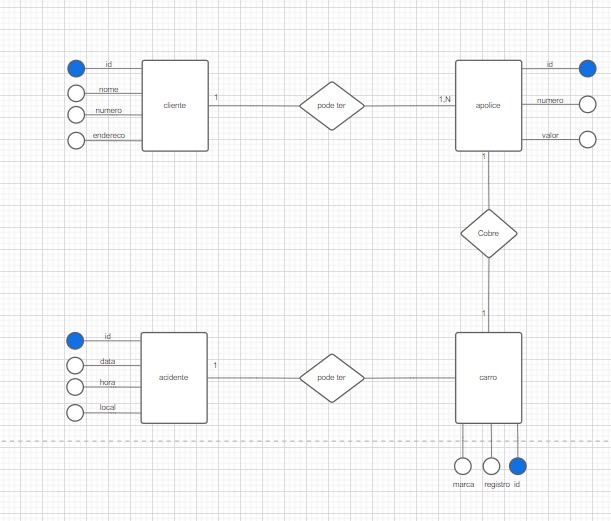 id
nome
numero
endereco
cliente
1
pode ter
1,N
apolice
id
numero
valor
1
Cobre
1
id
data
hora
local
acidente
1
pode ter
carro
marca
registro
id